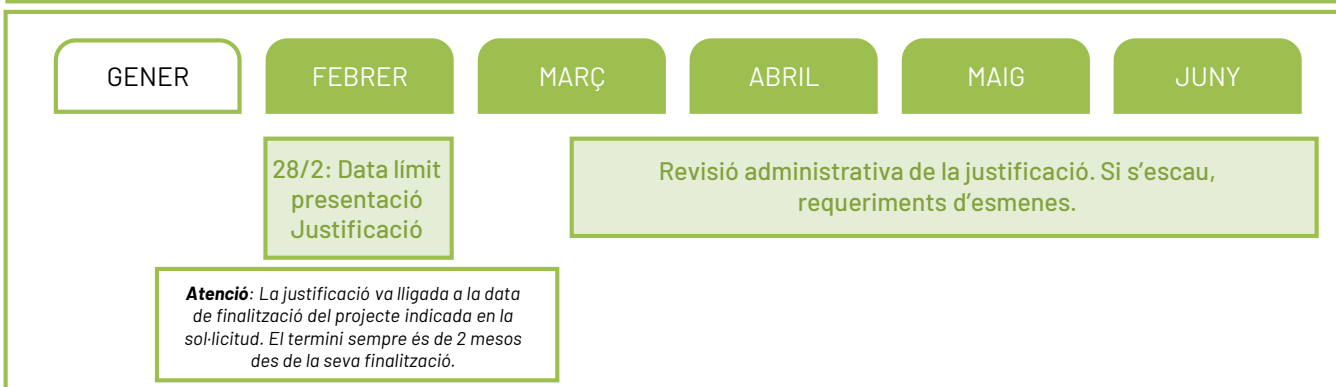 GENER
FEBRER
MARÇ
ABRIL
MAIG
JUNY
28/2: Data límit
presentació
Justificació
Revisió administrativa de la justificació. Si s’escau,
requeriments d’esmenes.
Atenció: La justificació va lligada a la data
de finalització del projecte indicada en la
sol·licitud. El termini sempre és de 2 mesos
des de la seva finalització.